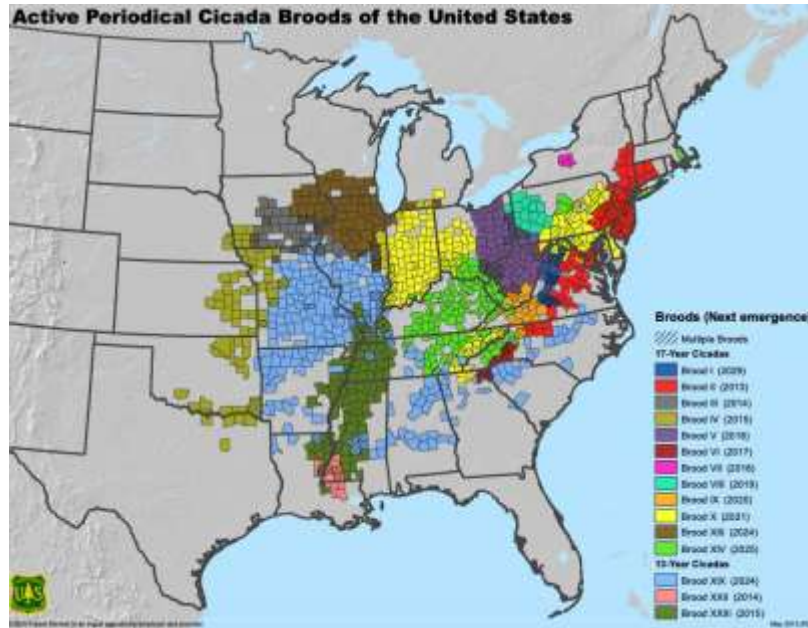 Active Periodical Cicada Broods of the United States
Broods (Next emergence)
Multiple Broods
17-Year Cicadas
Brood I (2029)
Brood II (2013)
Brood III (2014)
Brood IV (2015)
Brood V (2016)
Brood VI (2017)
Brood VII (2018)
Brood VIII (2019)
Brood IX (2020)
Brood X (2021)
Brood XIII (2024)
Brood XIV (2025)
13-Year Cicadas
Brood XIX (2024)
Brood XXII (2014)
Brood XXIII (2015)
U S